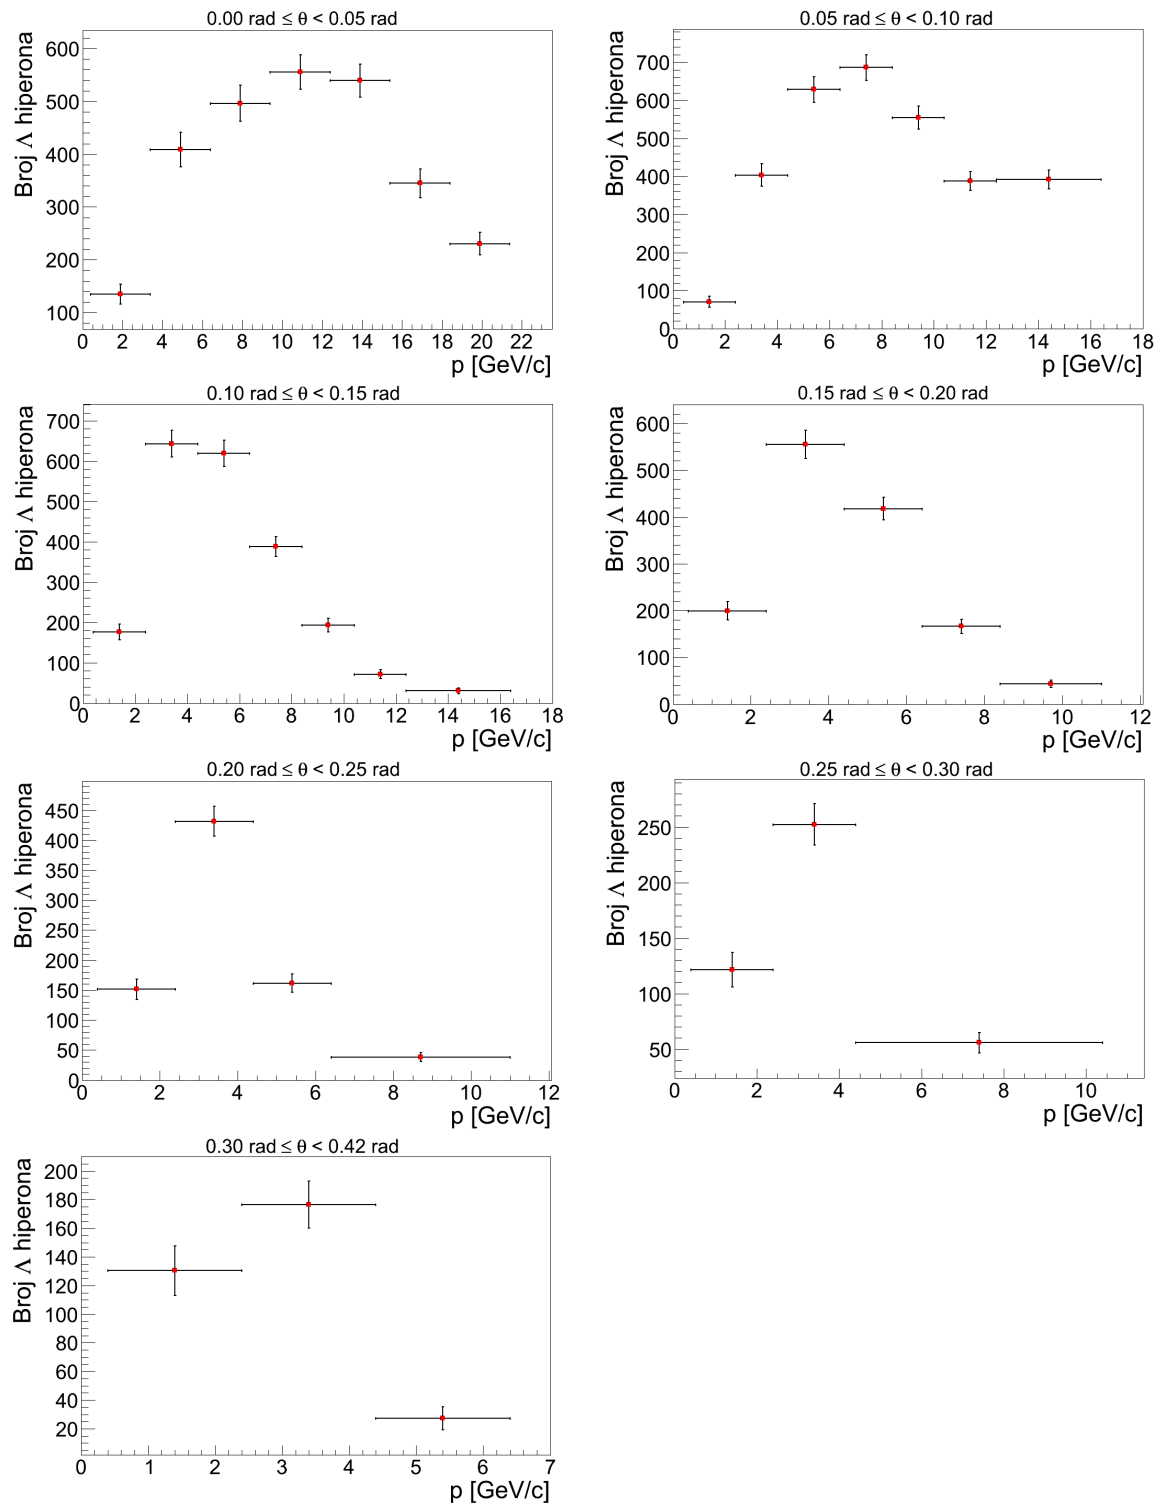 0.00 rad ≤ θ < 0.05 rad
Broj Λ hiperona
600
500
400
300
200
100
0 2 4 6 8 10 12 14 16 18 20 22
p [GeV/c]
0.05 rad ≤ θ < 0.10 rad
Broj Λ hiperona
700
600
500
400
300
200
100
0
0 2 4 6 8 10 12 14 16 18
p [GeV/c]
0.10 rad ≤ θ < 0.15 rad
Broj Λ hiperona
700
600
500
400
300
200
100
0
0 2 4 6 8 10 12 14 16 18
p [GeV/c]
0.15 rad ≤ θ < 0.20 rad
Broj Λ hiperona
600
500
400
300
200
100
0
0 2 4 6 8 10 12
p [GeV/c]
0.20 rad ≤ θ < 0.25 rad
Broj Λ hiperona
450
400
350
300
250
200
150
100
50
0
0 2 4 6 8 10 12
p [GeV/c]
0.25 rad ≤ θ < 0.30 rad
Broj Λ hiperona
250
200
150
100
50
0 2 4 6 8 10
p [GeV/c]
0.30 rad ≤ θ < 0.42 rad
Broj Λ hiperona
200
180
160
140
120
100
80
60
40
20
0 1 2 3 4 5 6 7
p [GeV/c]